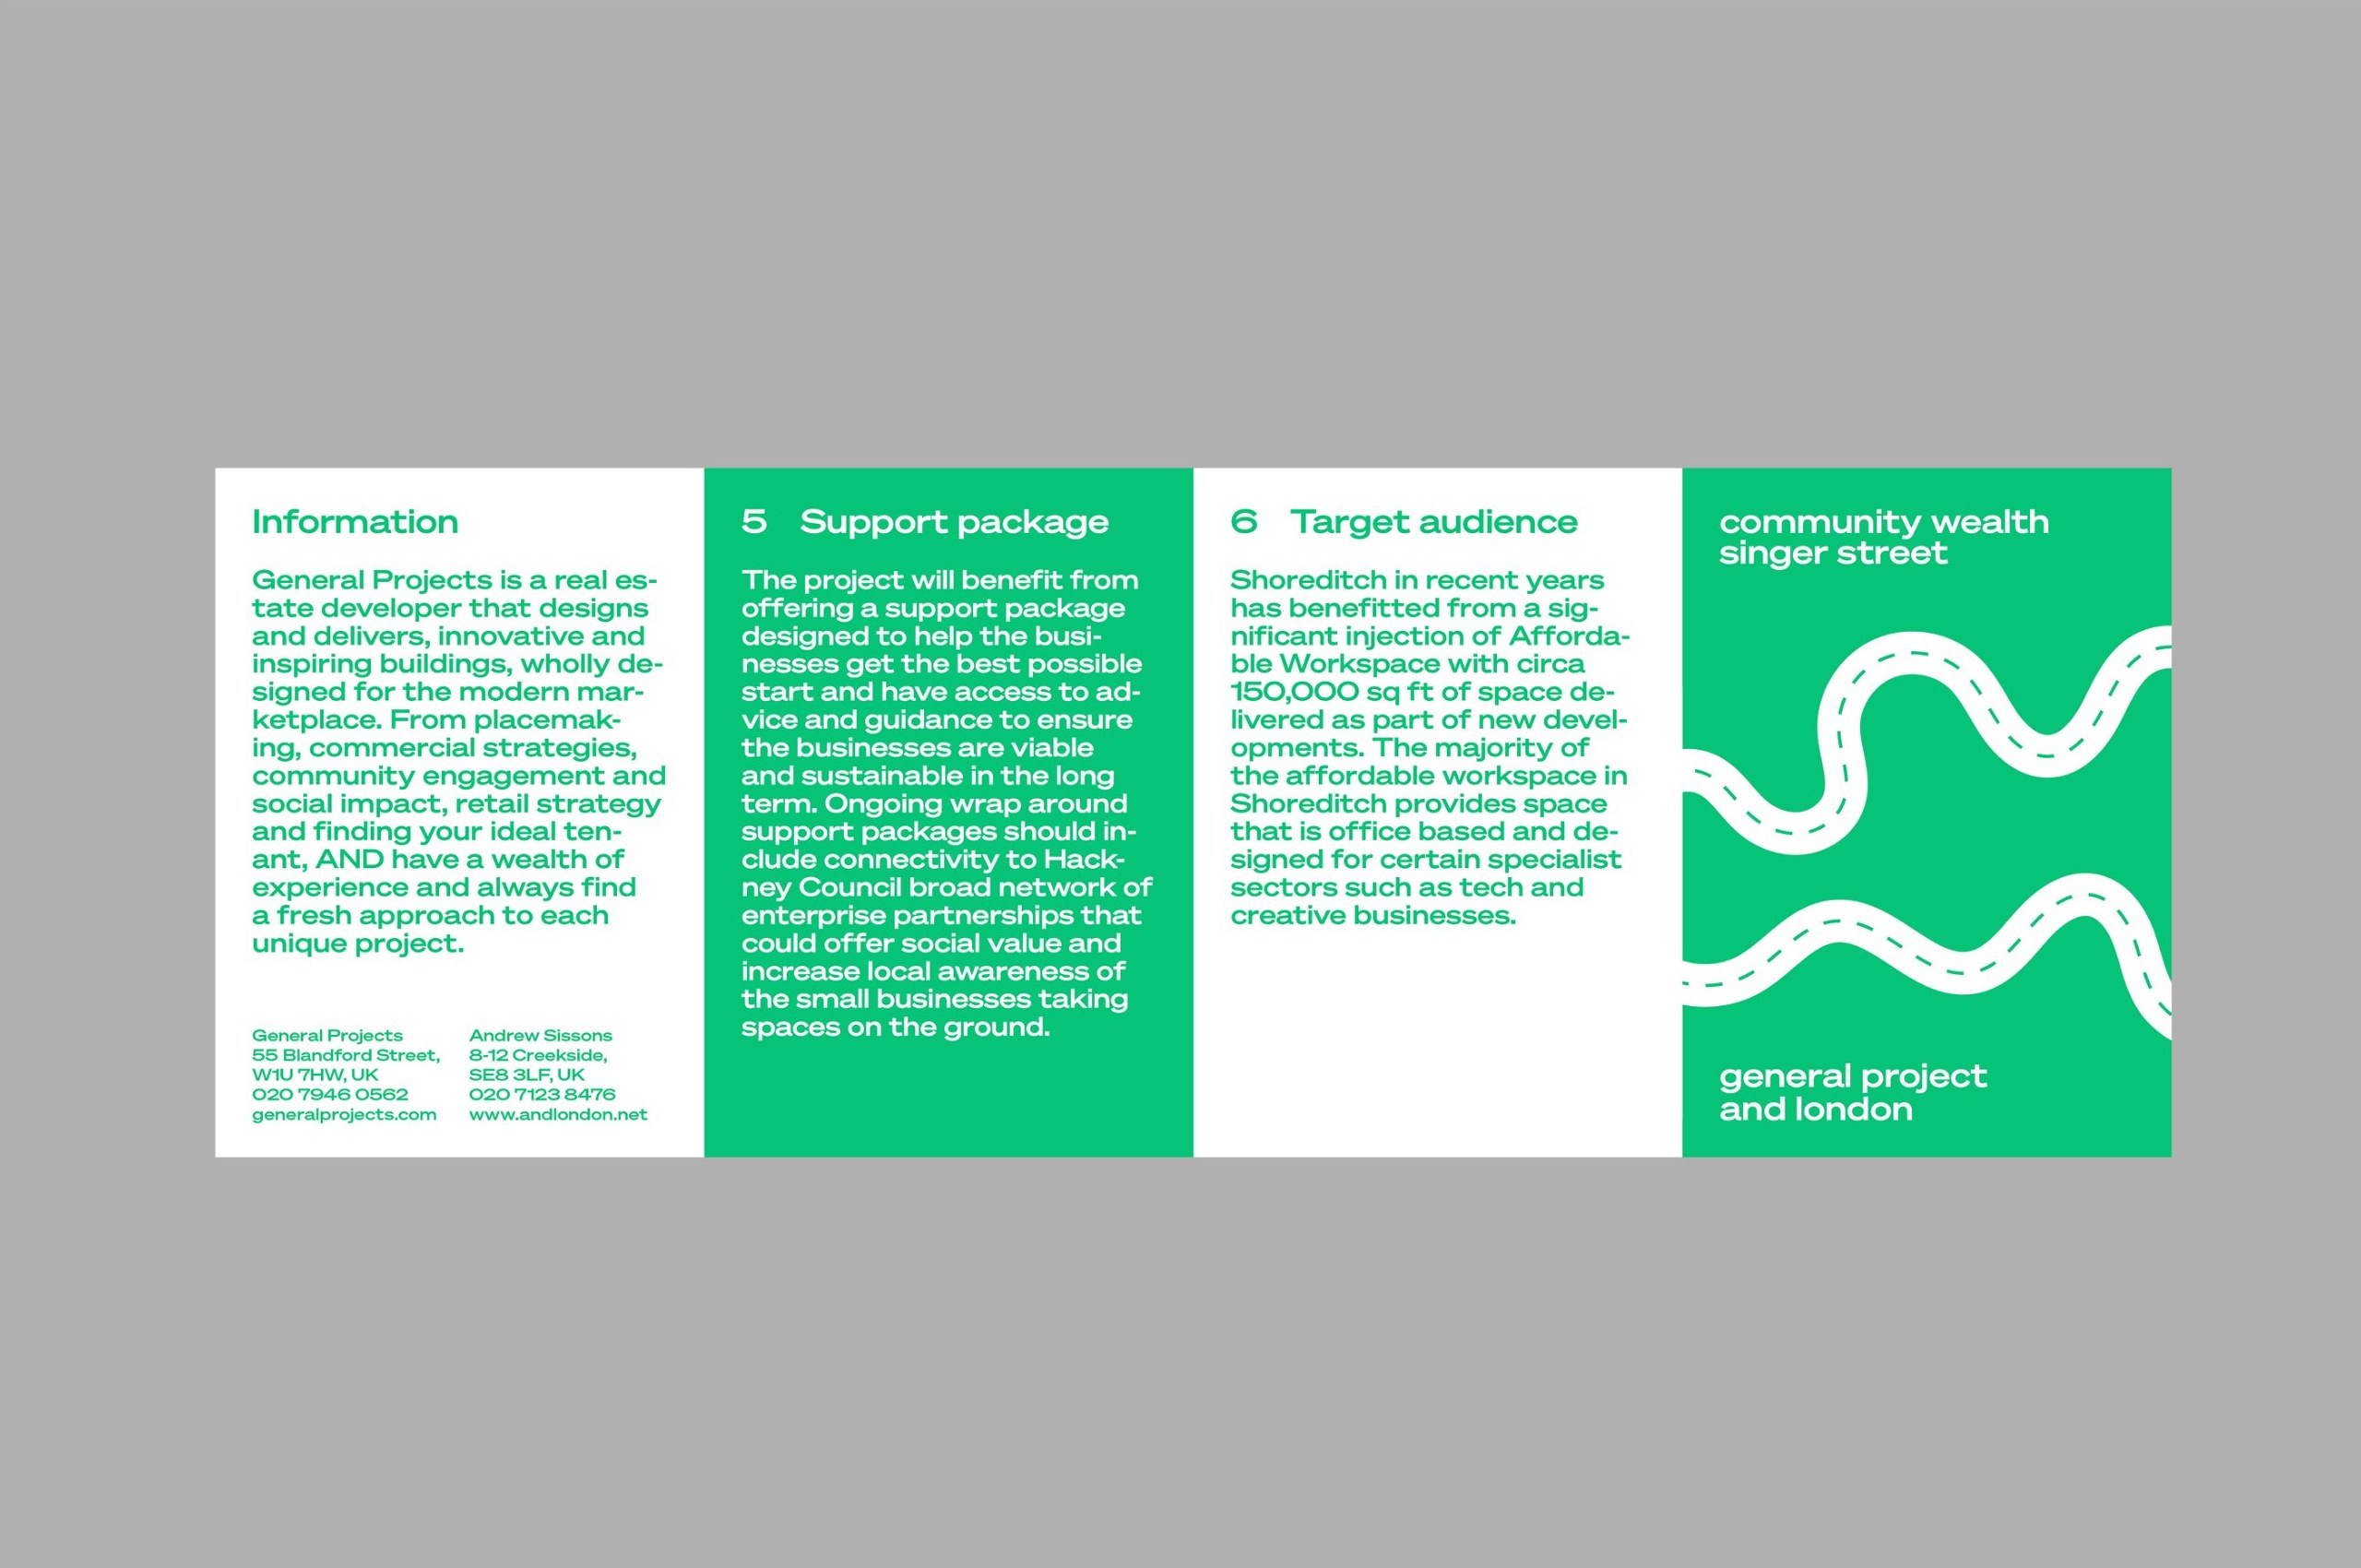 Information
General Projects is a real es-
tate developer that designs
and delivers, innovative and
inspiring buildings, wholly de-
signed for the modern mar-
ketplace. From placemak-
ing, commercial strategies,
community engagement and
social impact, retail strategy
and finding your ideal ten-
ant, AND have a wealth of
experience and always find
a fresh approach to each
unique project.
General Projects
55 Blandford Street,
W1U 7HW, UK
020 7946 0562
generalprojects.com
Andrew Sissons
8-12 Creekside,
SE8 3LF, UK
020 7123 8476
www.andlondon.net
5 Support package
The project will benefit from
offering a support package
designed to help the busi-
nesses get the best possible
start and have access to ad-
vice and guidance to ensure
the businesses are viable
and sustainable in the long
term. Ongoing wrap around
support packages should in-
clude connectivity to Hack-
ney Council broad network of
enterprise partnerships that
could offer social value and
increase local awareness of
the small businesses taking
spaces on the ground.
6 Target audience
Shoreditch in recent years
has benefitted from a sig-
nificant injection of Afforda-
ble Workspace with circa
150,000 sq ft of space de-
livered as part of new devel-
opments. The majority of
the affordable workspace in
Shoreditch provides space
that is office based and de-
signed for certain specialist
sectors such as tech and
creative businesses.
community wealth
singer street
general project
and london